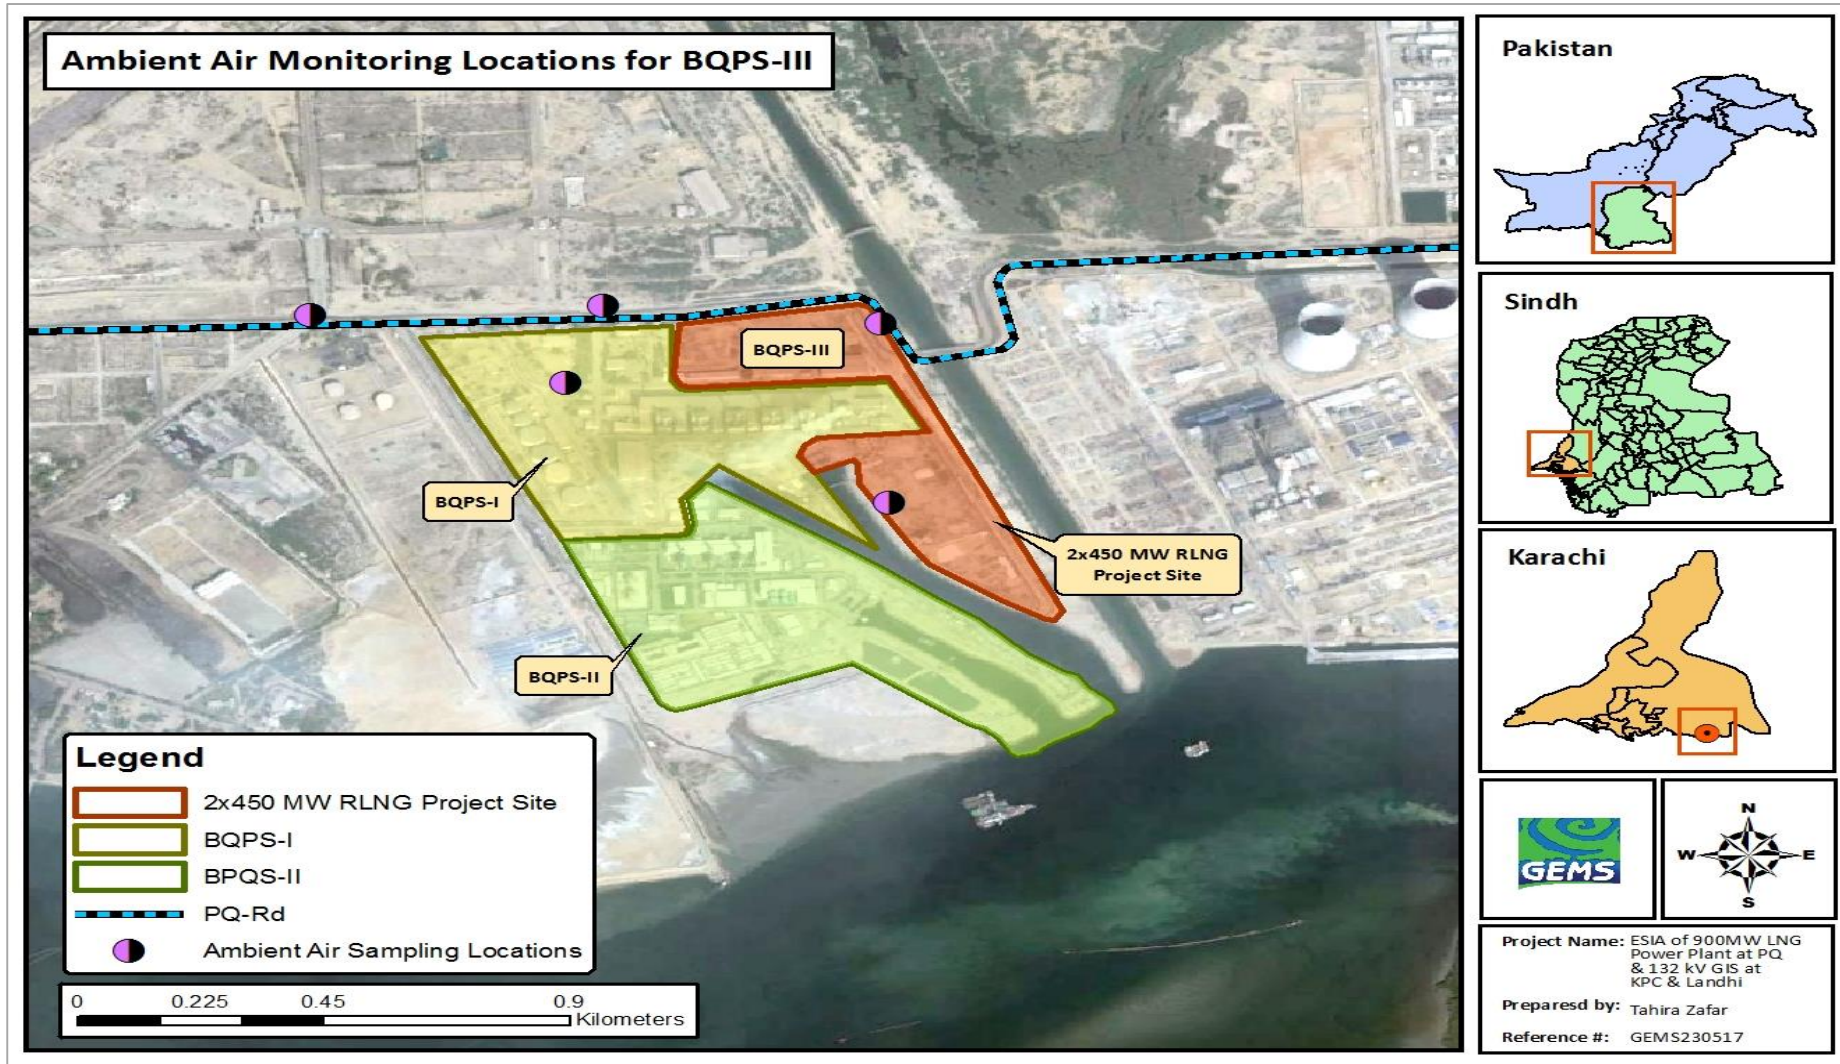 Ambient Air Monitoring Locations for BQPS-III
BQPS-III
BQPS-I
2x450 MW RLNG
Project Site
BQPS-II
Legend
2x450 MW RLNG Project Site
BQPS-I
BPQS-II
PQ-Rd
Ambient Air Sampling Locations
0 0.225 0.45 0.9
Kilometers
Pakistan
Sindh
Karachi
GEMS
N
W E
S
Project Name: ESIA of 900MW LNG
Power Plant at PQ
& 132 kV GIS at
KPC & Landhi
Preparesd by: Tahira Zafar
Reference #: GEMS230517